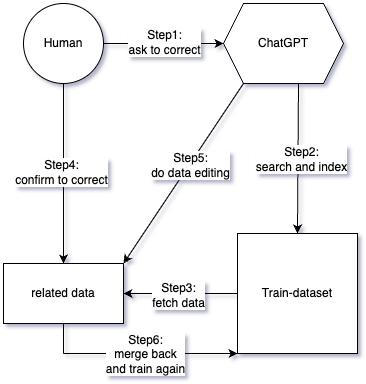 Human
Step1:
ask to correct
ChatGPT
Step4:
confirm to correct
Step5:
do data editing
Step2:
search and index
related data
Step3:
fetch data
Train-dataset
Step6:
merge back
and train again